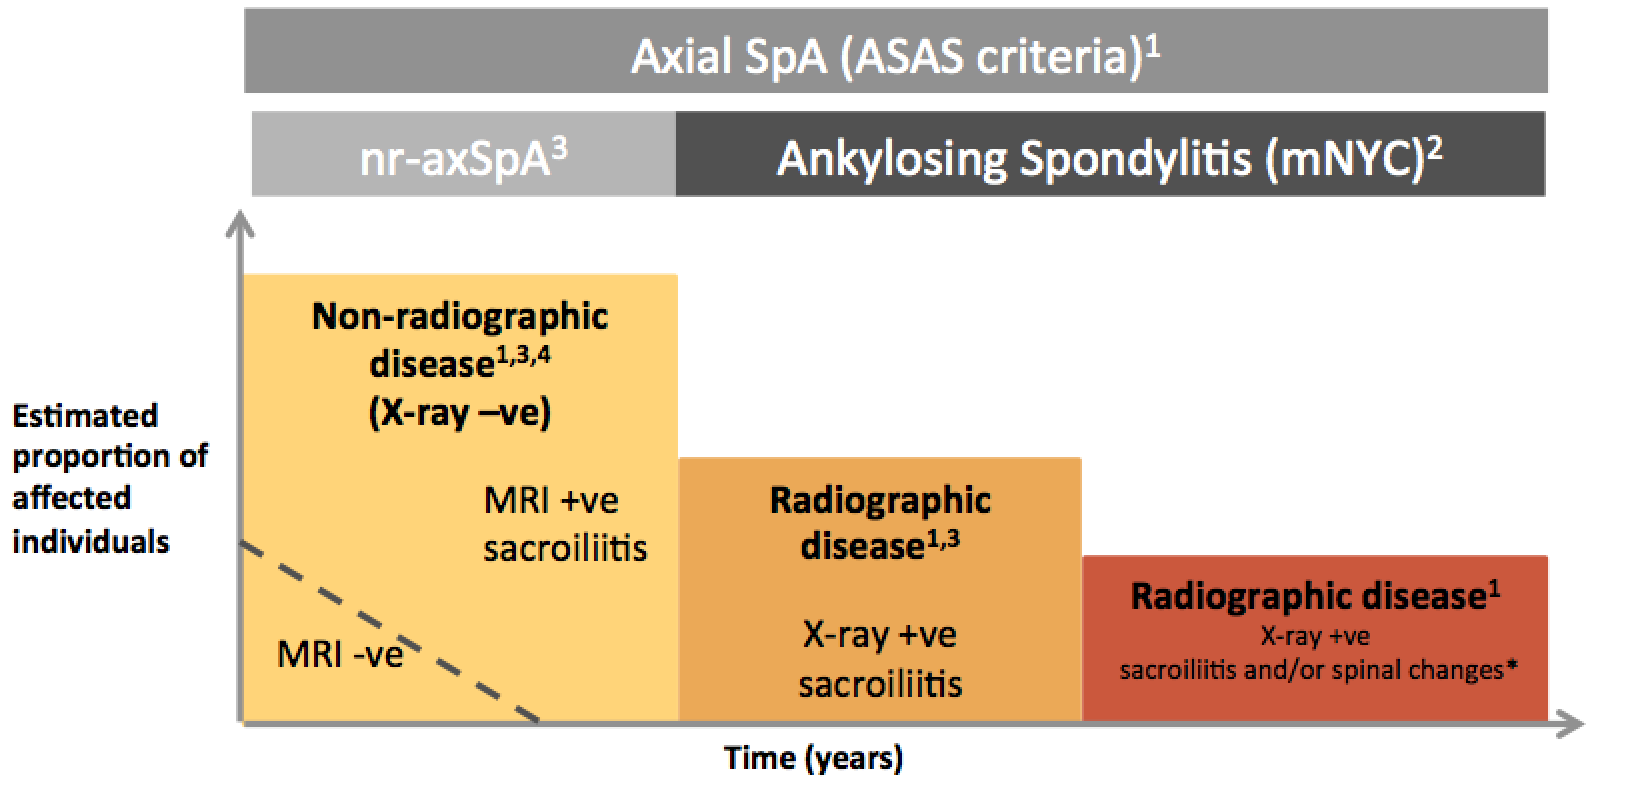 Axial SpA (ASAS criteria)¹
nr-axSpA³
Ankylosing Spondylitis (mNYC)²
Estimated
proportion of
affected
individuals
Non-radiographic
disease¹,³,⁴
(X-ray –ve)
MRI +ve
sacroiliitis
MRI -ve
Radiographic
disease¹,³
X-ray +ve
sacroiliitis
Radiographic disease¹
X-ray +ve
sacroiliitis and/or spinal changes*
Time (years)